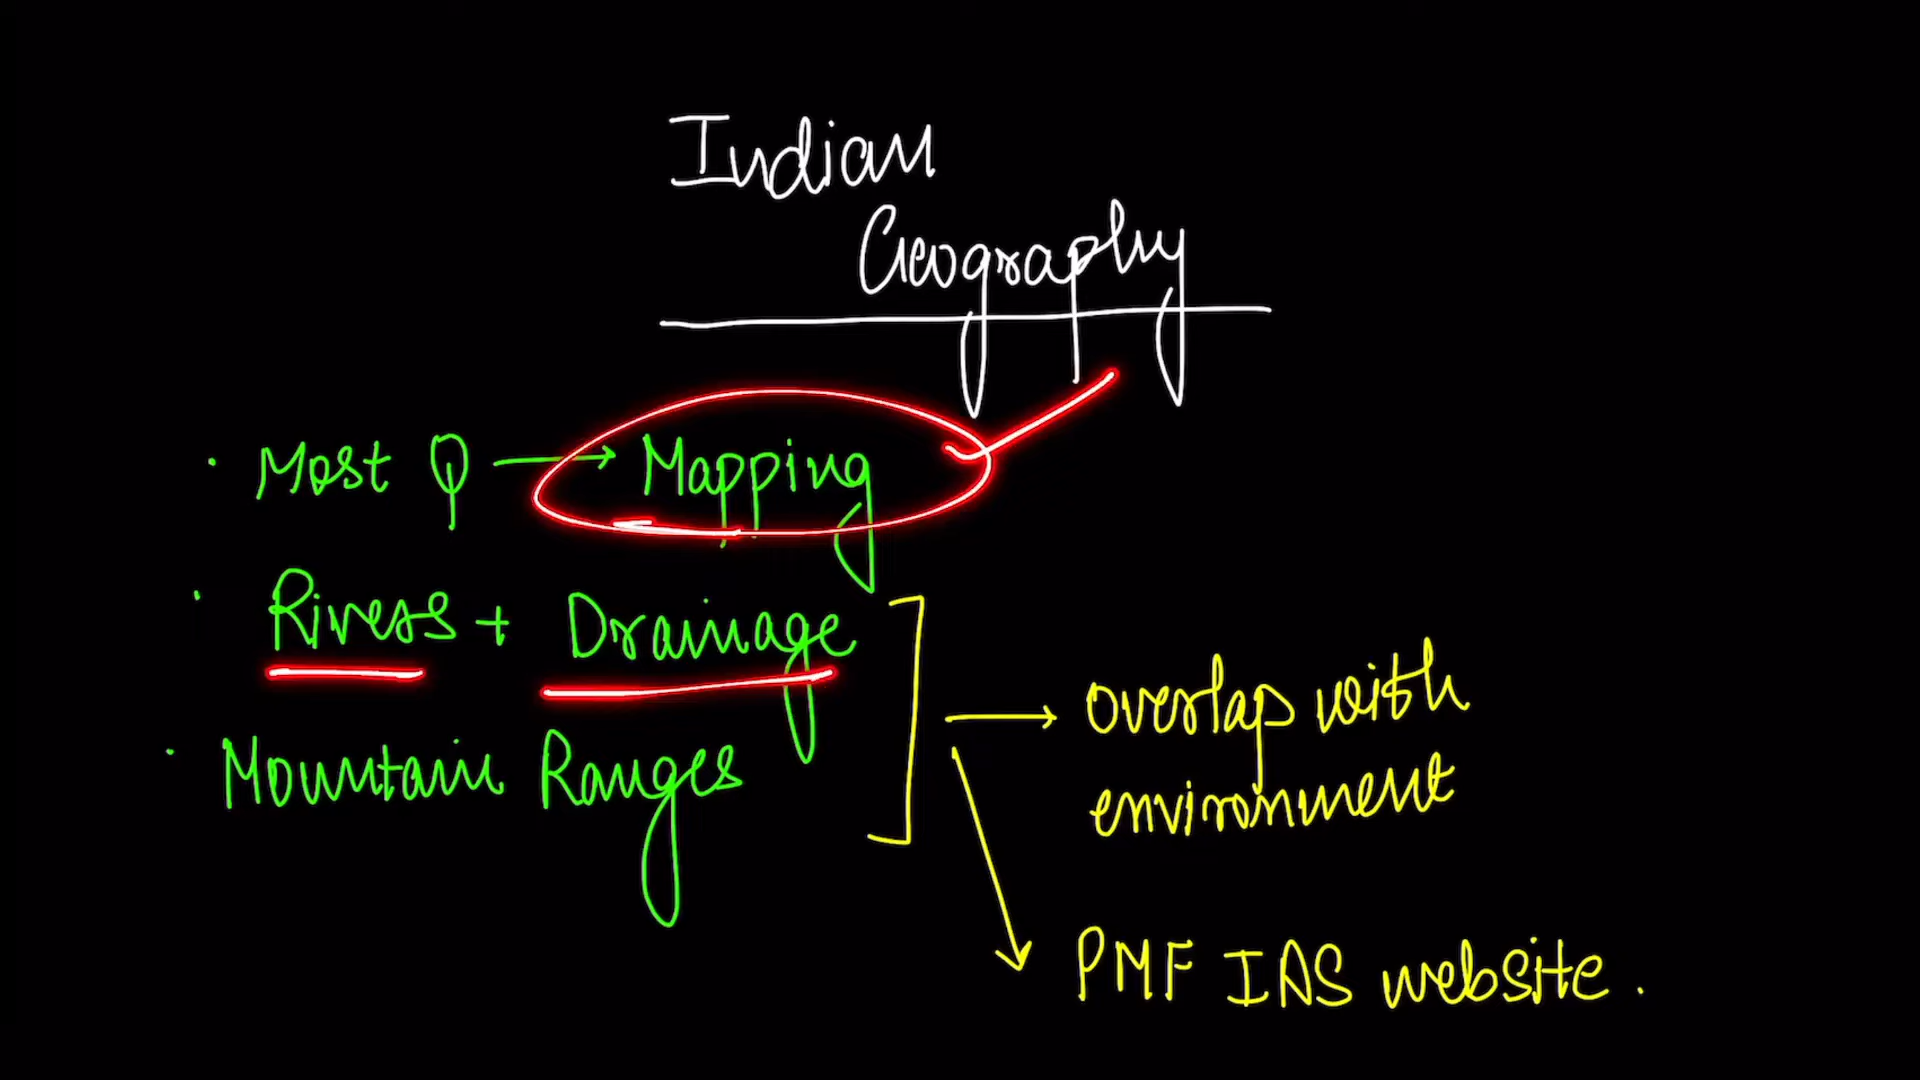 Indian
Geography
· Most Q → Mapping
· Rivers + Drainage
· Mountain Ranges
→ overlap with
environment
PMF IAS website.